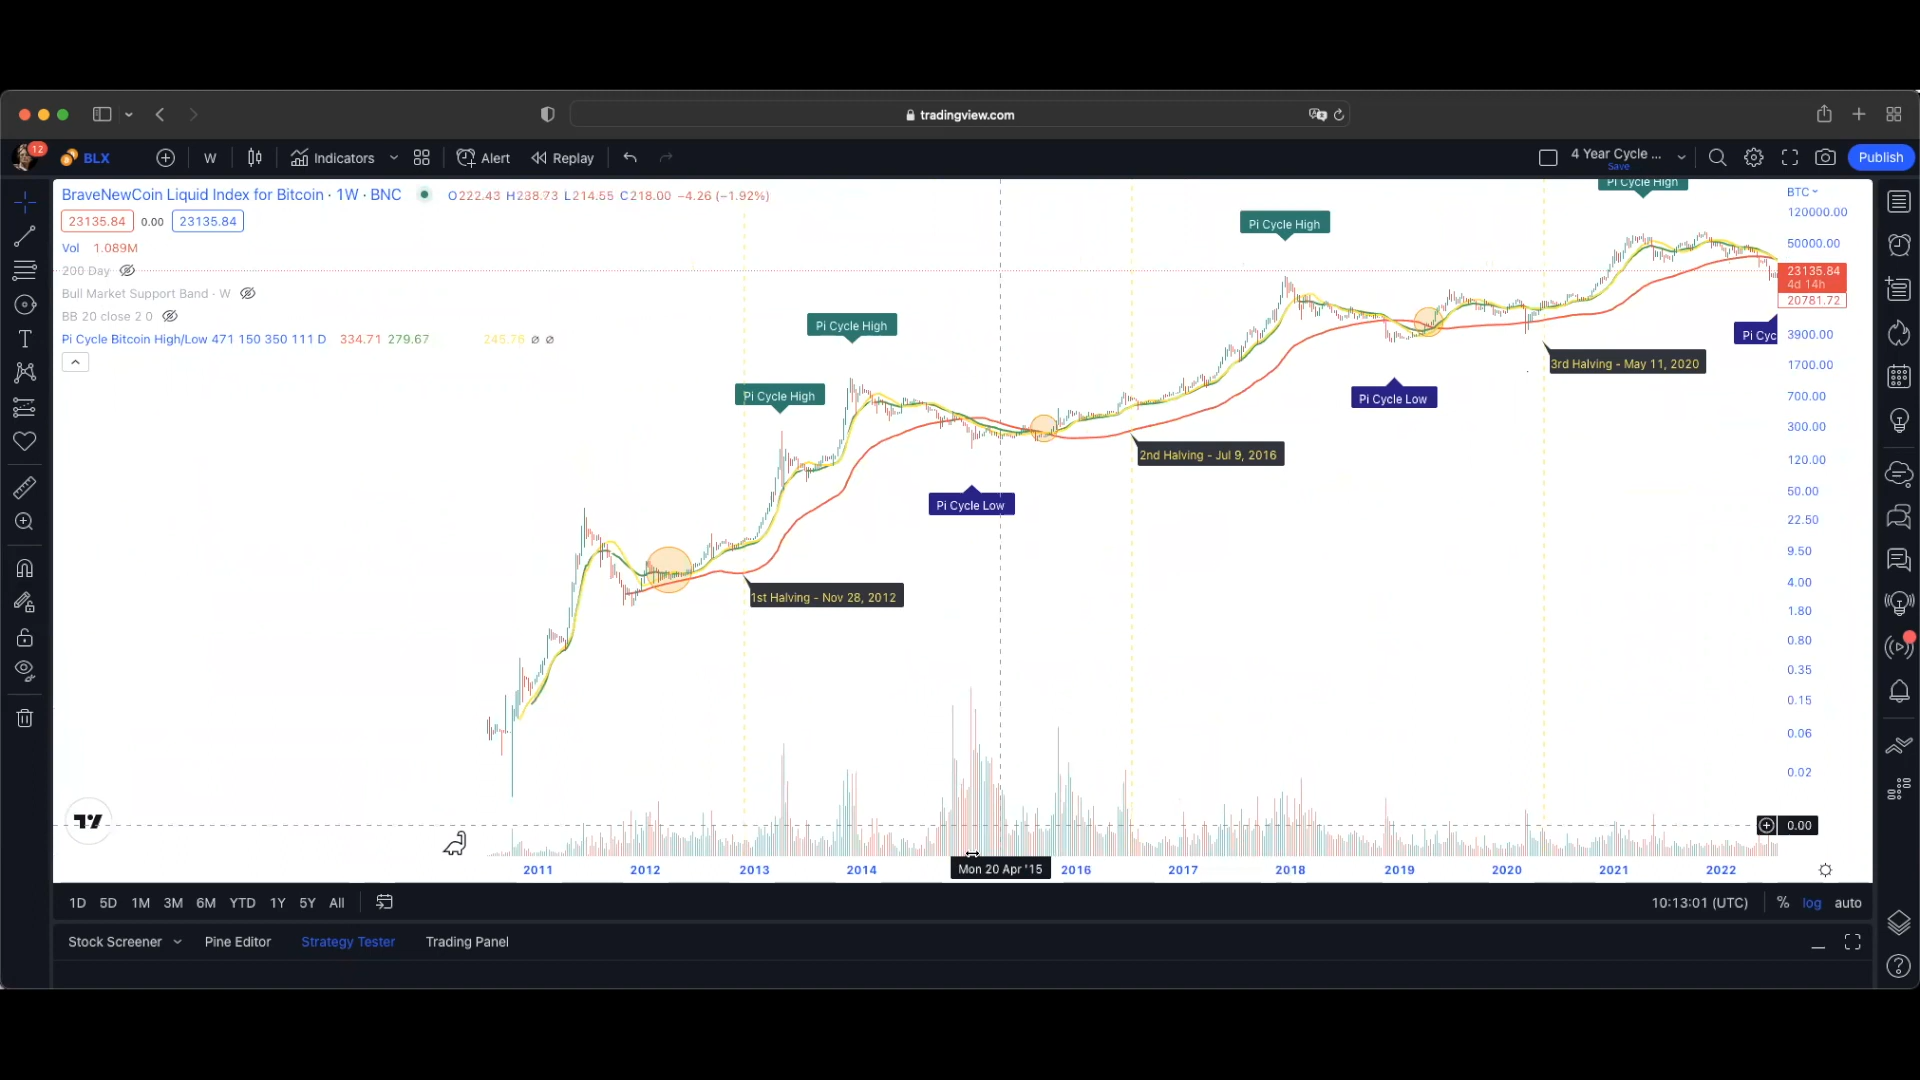 tradingview.com
12
BLX
W
Indicators
Alert
Replay
4 Year Cycle ...
Save
Publish
BraveNewCoin Liquid Index for Bitcoin · 1W · BNC
O222.43 H238.73 L214.55 C218.00 −4.26 (−1.92%)
23135.84 0.00 23135.84
Vol 1.089M
200 Day
Bull Market Support Band · W
BB 20 close 2 0
Pi Cycle Bitcoin High/Low 471 150 350 111 D 334.71 279.67 245.76 ∅ ∅
Pi Cycle High
Pi Cycle High
Pi Cycle High
Pi Cycle High
Pi Cycle Low
Pi Cycle Low
Pi Cyc
1st Halving - Nov 28, 2012
2nd Halving - Jul 9, 2016
3rd Halving - May 11, 2020
BTC
120000.00
50000.00
23135.84
4d 14h
20781.72
3900.00
1700.00
700.00
300.00
120.00
50.00
22.50
9.50
4.00
1.80
0.80
0.35
0.15
0.06
0.02
0.00
2011 2012 2013 2014 Mon 20 Apr '15 2016 2017 2018 2019 2020 2021 2022
1D 5D 1M 3M 6M YTD 1Y 5Y All
10:13:01 (UTC) % log auto
Stock Screener Pine Editor Strategy Tester Trading Panel